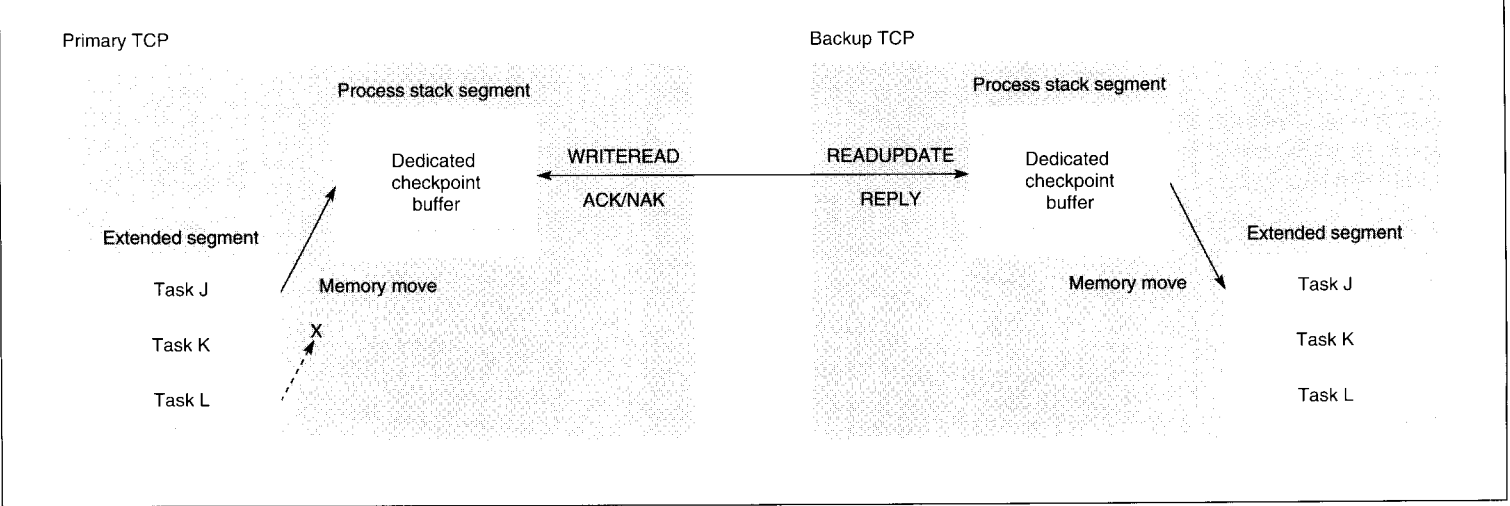 Primary TCP
Process stack segment
Dedicated
checkpoint
buffer
WRITEREAD
ACK/NAK
Extended segment
Task J
Memory move
Task K
X
Task L
Backup TCP
Process stack segment
READUPDATE
REPLY
Dedicated
checkpoint
buffer
Extended segment
Memory move
Task J
Task K
Task L